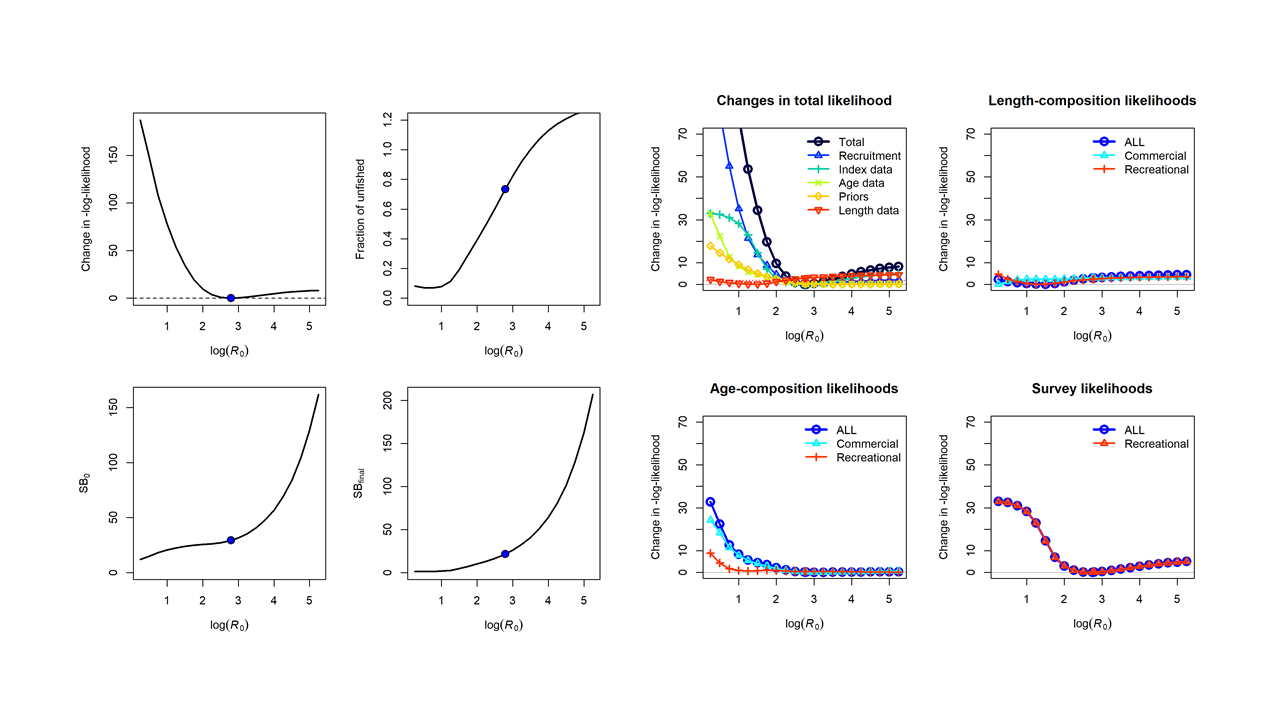 Change in -log-likelihood
0
50
100
150
1 2 3 4 5
log(R₀)
Fraction of unfished
0.0
0.2
0.4
0.6
0.8
1.0
1.2
1 2 3 4 5
log(R₀)
Changes in total likelihood
Change in -log-likelihood
70
50
30
10
0
Total
Recruitment
Index data
Age data
Priors
Length data
1 2 3 4 5
log(R₀)
Length-composition likelihoods
Change in -log-likelihood
70
50
30
10
0
ALL
Commercial
Recreational
1 2 3 4 5
log(R₀)
SB₀
0
50
100
150
1 2 3 4 5
log(R₀)
SBfinal
0
50
100
150
200
1 2 3 4 5
log(R₀)
Age-composition likelihoods
Change in -log-likelihood
70
50
30
10
0
ALL
Commercial
Recreational
1 2 3 4 5
log(R₀)
Survey likelihoods
Change in -log-likelihood
70
50
30
10
0
ALL
Recreational
1 2 3 4 5
log(R₀)